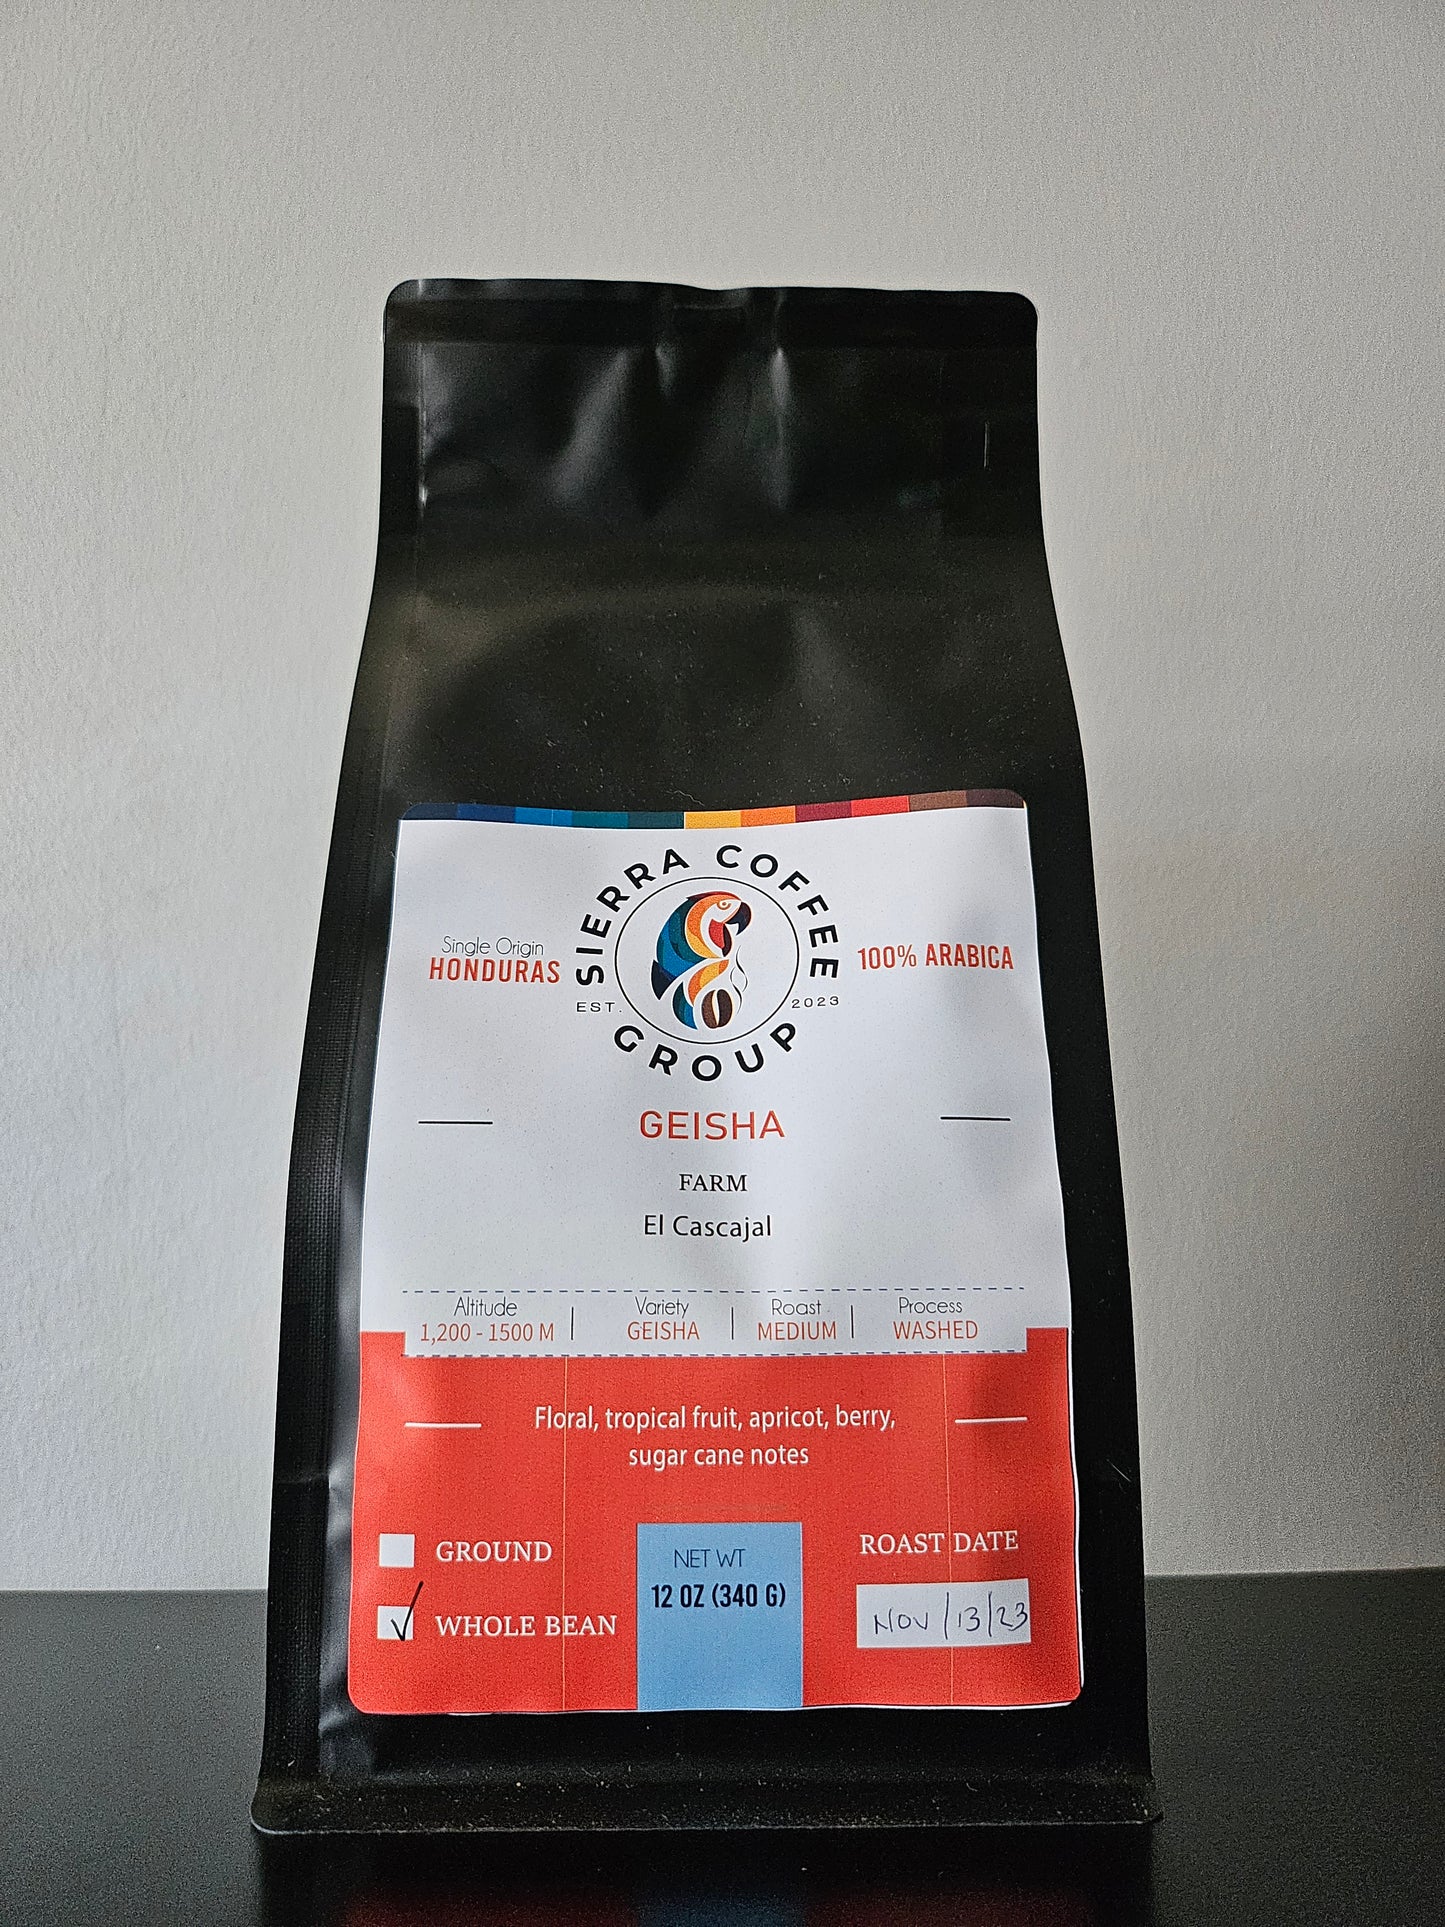 SIERRA COFFEE
GROUP
EST. 2023
Single Origin
HONDURAS
100% ARABICA
GEISHA
FARM
El Cascajal
Altitude
1,200 - 1500 M
Variety
GEISHA
Roast
MEDIUM
Process
WASHED
Floral, tropical fruit, apricot, berry,
sugar cane notes
GROUND
WHOLE BEAN
NET WT
12 OZ (340 G)
ROAST DATE
NOV/13/23